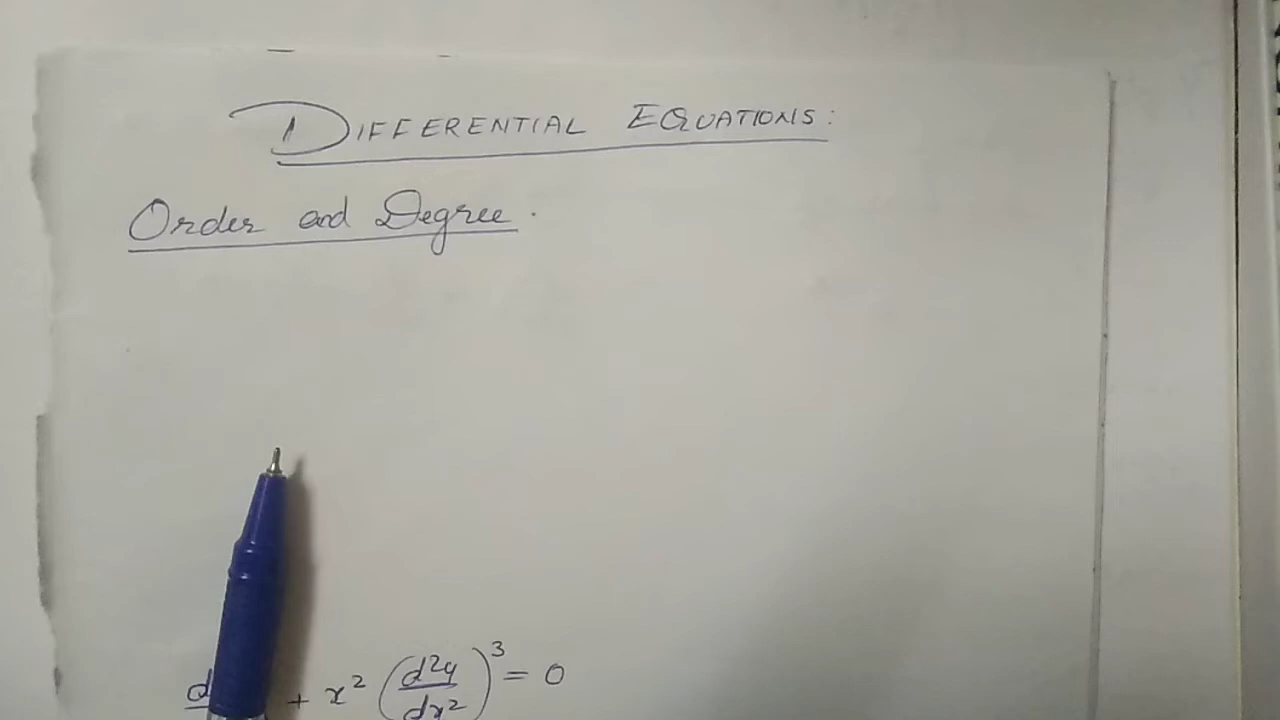 DIFFERENTIAL EQUATIONS:
Order and Degree.
d + x² (d²y/dx²)³ = 0